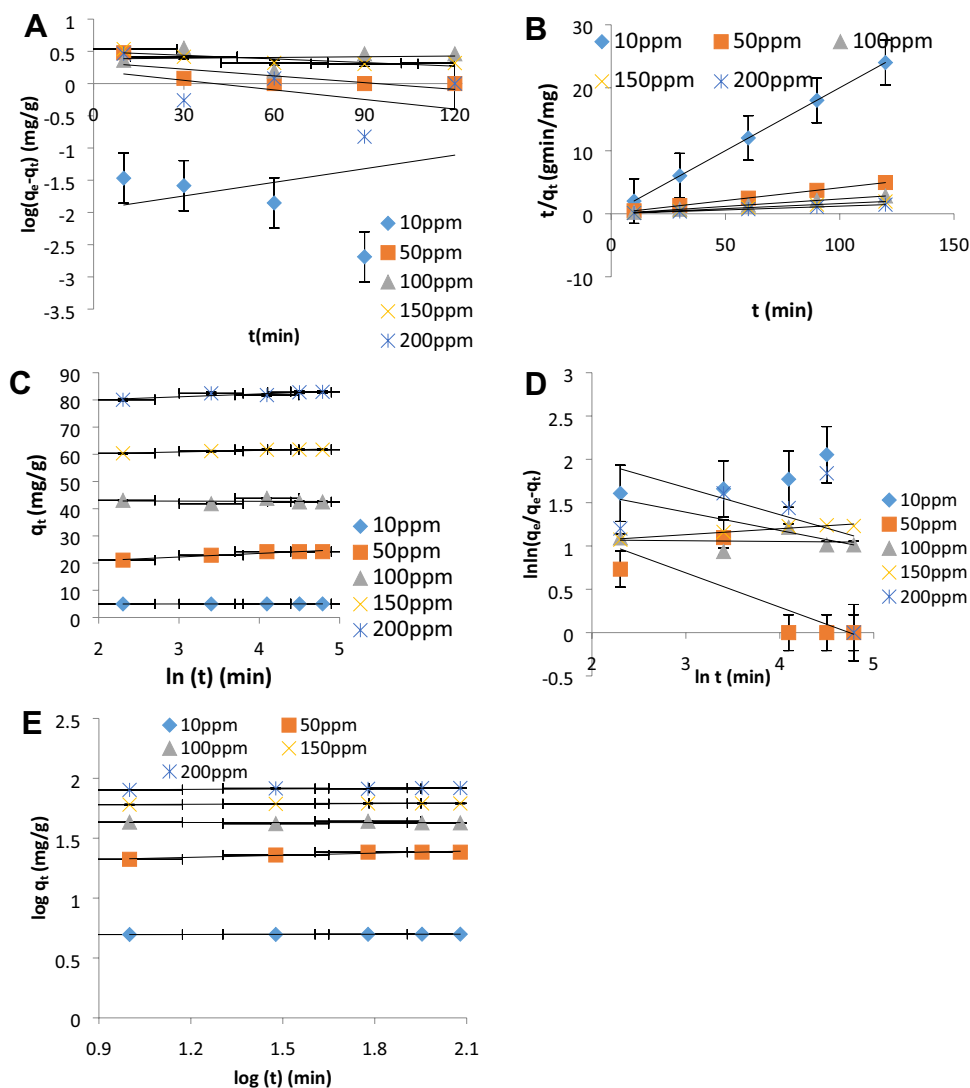 A
log(qe-qt) (mg/g)
1
0.5
0
-0.5
-1
-1.5
-2
-2.5
-3
-3.5
0 30 60 90 120
t(min)
10ppm
50ppm
100ppm
150ppm
200ppm
B
t/qt (gmin/mg)
10ppm 50ppm 100ppm
150ppm 200ppm
30
20
10
0
-10
0 50 100 150
t (min)
C
qt (mg/g)
90
80
70
60
50
40
30
20
10
0
2 3 4 5
ln (t) (min)
10ppm
50ppm
100ppm
150ppm
200ppm
D
lnln(qe/qe-qt)
3
2.5
2
1.5
1
0.5
0
-0.5
2 3 4 5
ln t (min)
10ppm
50ppm
100ppm
150ppm
200ppm
E
log qt (mg/g)
10ppm 50ppm
100ppm 150ppm
200ppm
2.5
2
1.5
1
0.5
0
0.9 1.2 1.5 1.8 2.1
log (t) (min)